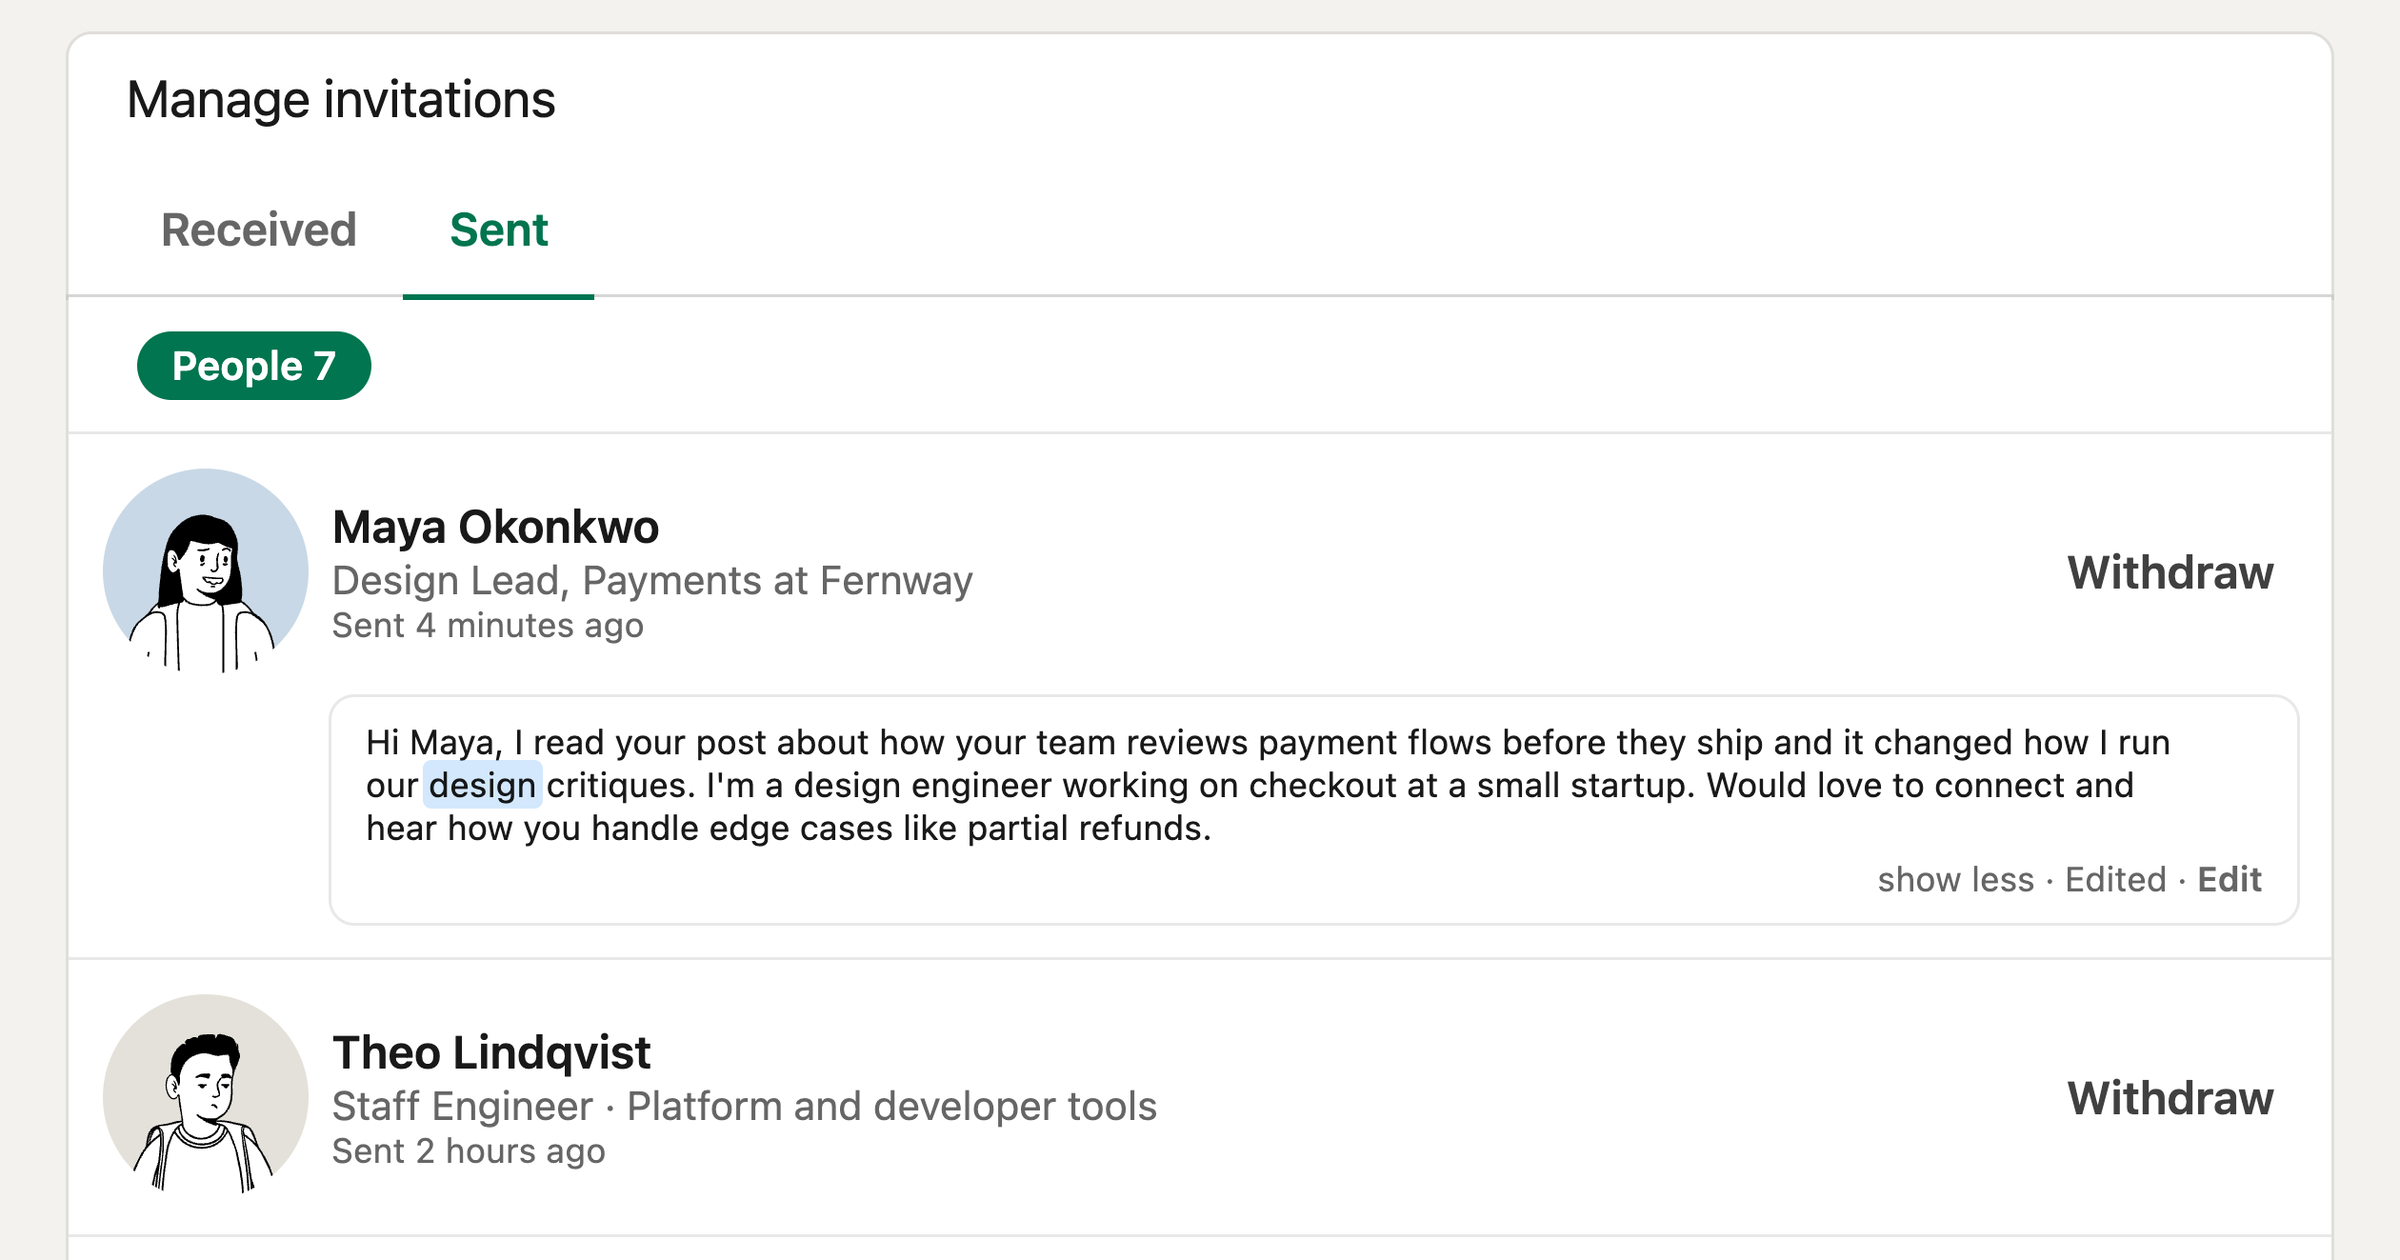 Manage invitations
Received
Sent
People 7
Maya Okonkwo
Design Lead, Payments at Fernway
Sent 4 minutes ago
Withdraw
Hi Maya, I read your post about how your team reviews payment flows before they ship and it changed how I run
our design critiques. I'm a design engineer working on checkout at a small startup. Would love to connect and
hear how you handle edge cases like partial refunds.
show less · Edited · Edit
Theo Lindqvist
Staff Engineer · Platform and developer tools
Sent 2 hours ago
Withdraw